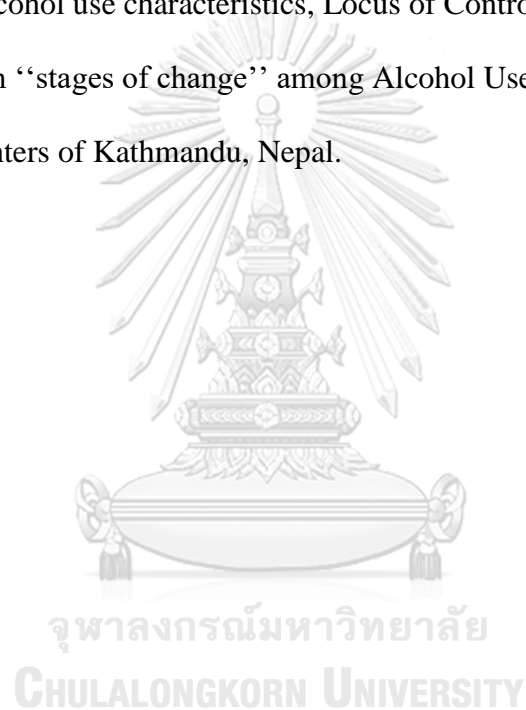 cohol use characteristics, Locus of Contro
n ‘‘stages of change’’ among Alcohol Use
nters of Kathmandu, Nepal.
จุฬาลงกรณ์มหาวิทยาลัย
CHULALONGKORN UNIVERSITY